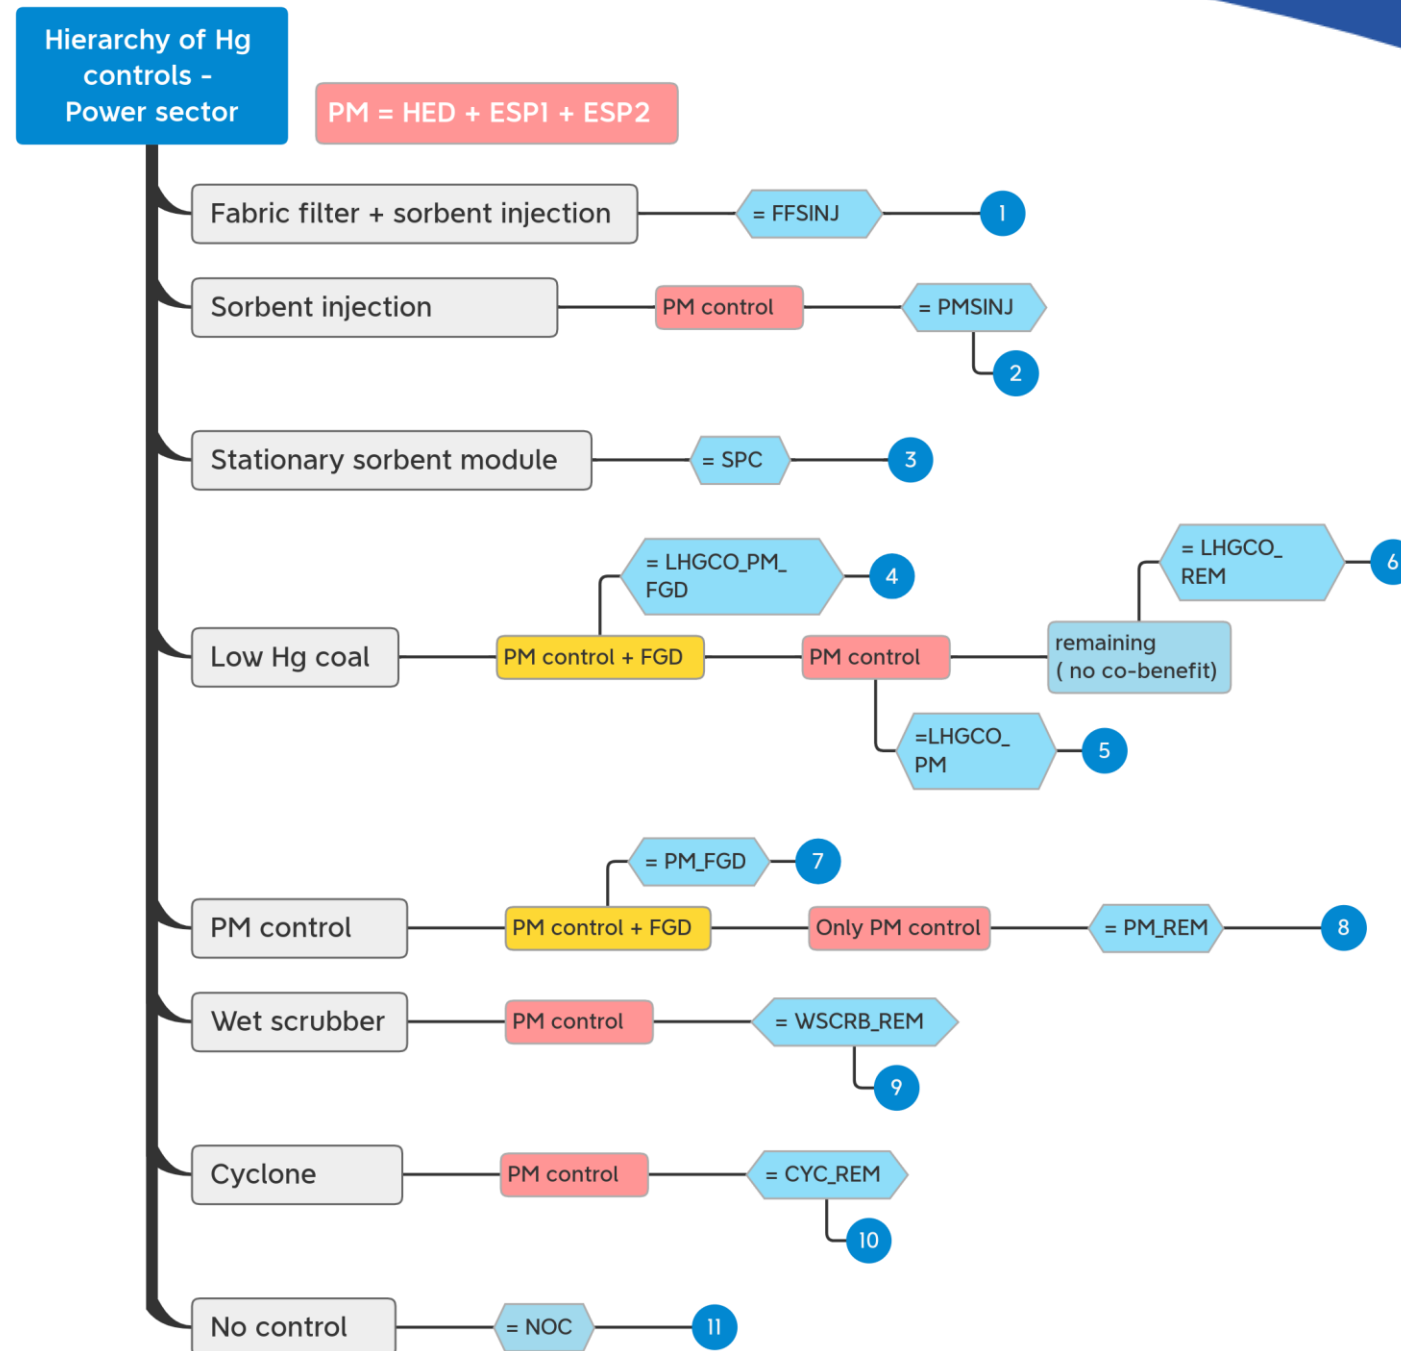 Hierarchy of Hg
controls -
Power sector
PM = HED + ESP1 + ESP2
Fabric filter + sorbent injection
= FFSINJ
1
Sorbent injection
PM control
= PMSINJ
2
Stationary sorbent module
= SPC
3
Low Hg coal
PM control + FGD
= LHGCO_PM_
FGD
4
PM control
=LHGCO_
PM
5
remaining
( no co-benefit)
= LHGCO_
REM
6
PM control
PM control + FGD
= PM_FGD
7
Only PM control
= PM_REM
8
Wet scrubber
PM control
= WSCRB_REM
9
Cyclone
PM control
= CYC_REM
10
No control
= NOC
11